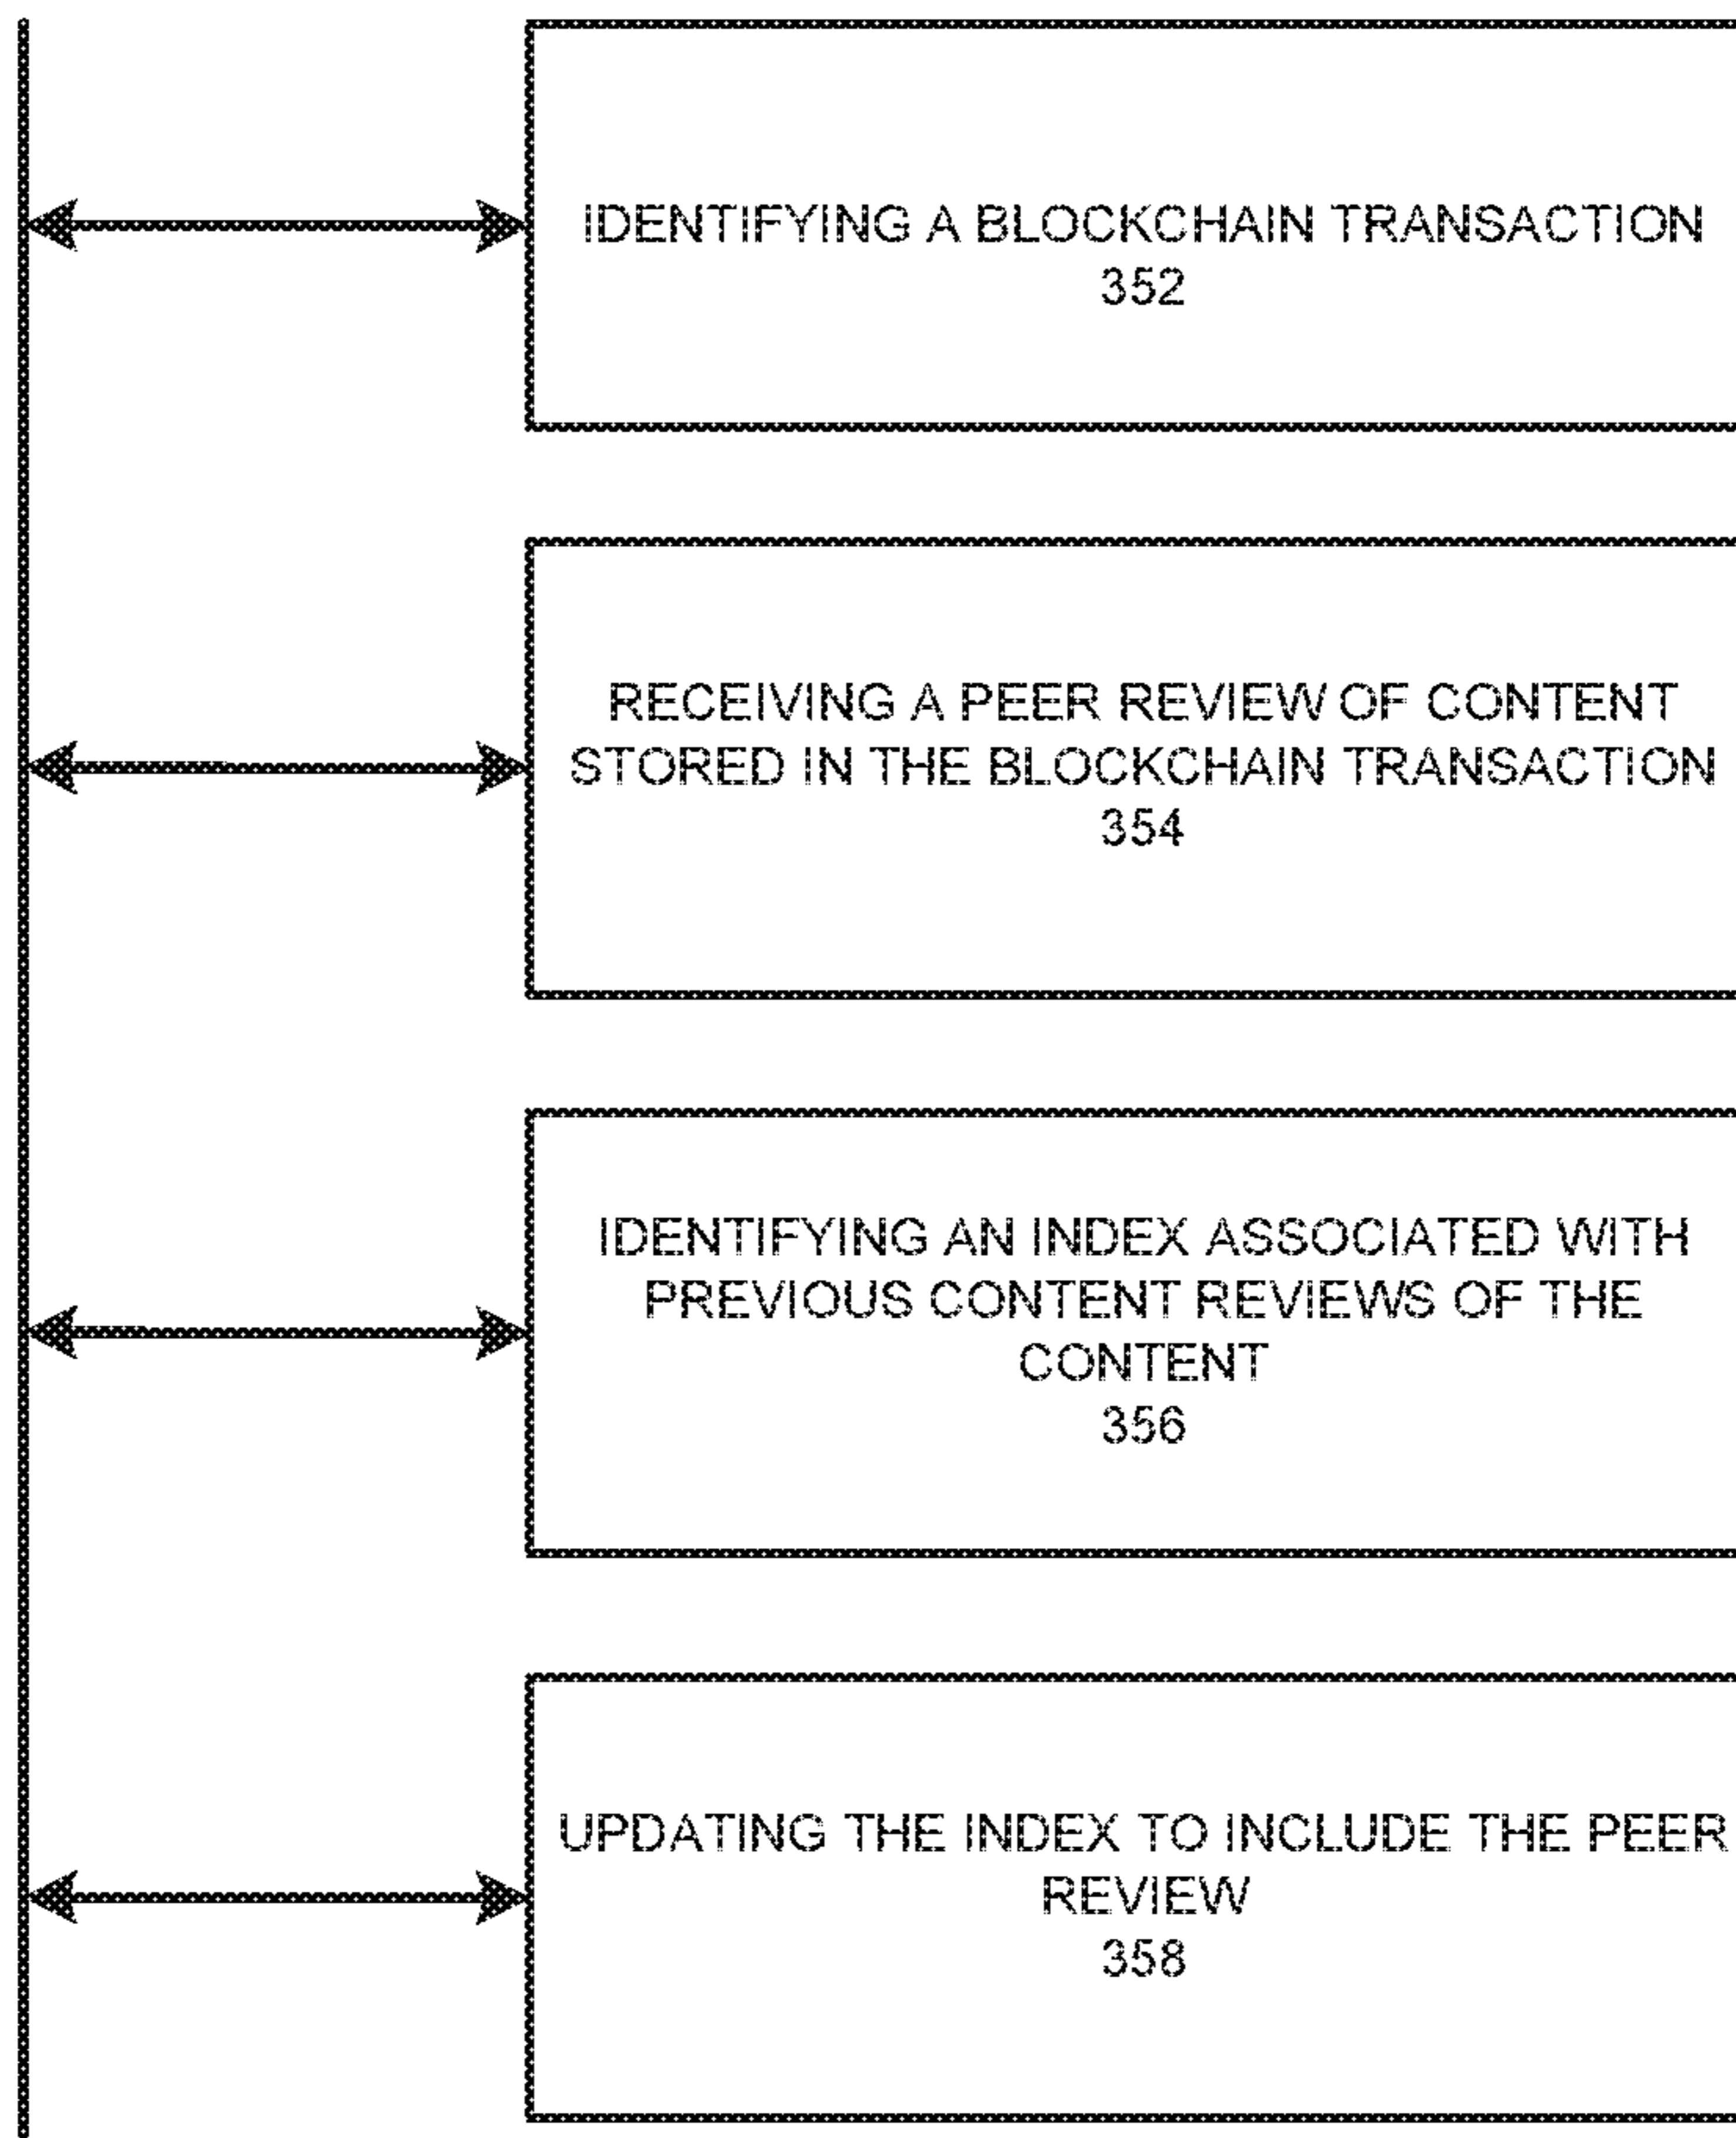 IDENTIFYING A BLOCKCHAIN TRANSACTION
352
RECEIVING A PEER REVIEW OF CONTENT
STORED IN THE BLOCKCHAIN TRANSACTION
354
IDENTIFYING AN INDEX ASSOCIATED WITH
PREVIOUS CONTENT REVIEWS OF THE
CONTENT
356
UPDATING THE INDEX TO INCLUDE THE PEER
REVIEW
358